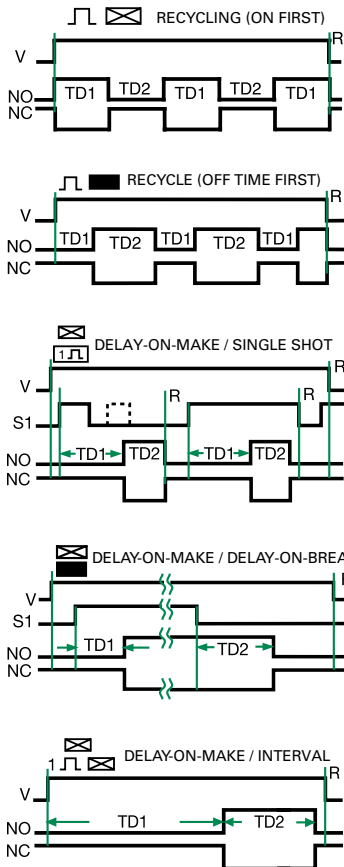 RECYCLING (ON FIRST)
R
V
TD1 TD2 TD1 TD2 TD1
NO
NC
RECYCLE (OFF TIME FIRST)
R
V
TD1 TD2 TD1 TD2 TD1
NO
NC
1 DELAY-ON-MAKE / SINGLE SHOT
R
V
R R
S1
TD1 TD2 TD1 TD2
NO
NC
DELAY-ON-MAKE / DELAY-ON-BREA
V
S1
TD1 TD2
NO
NC
DELAY-ON-MAKE / INTERVAL
1
R
V
TD1 TD2
NO
NC